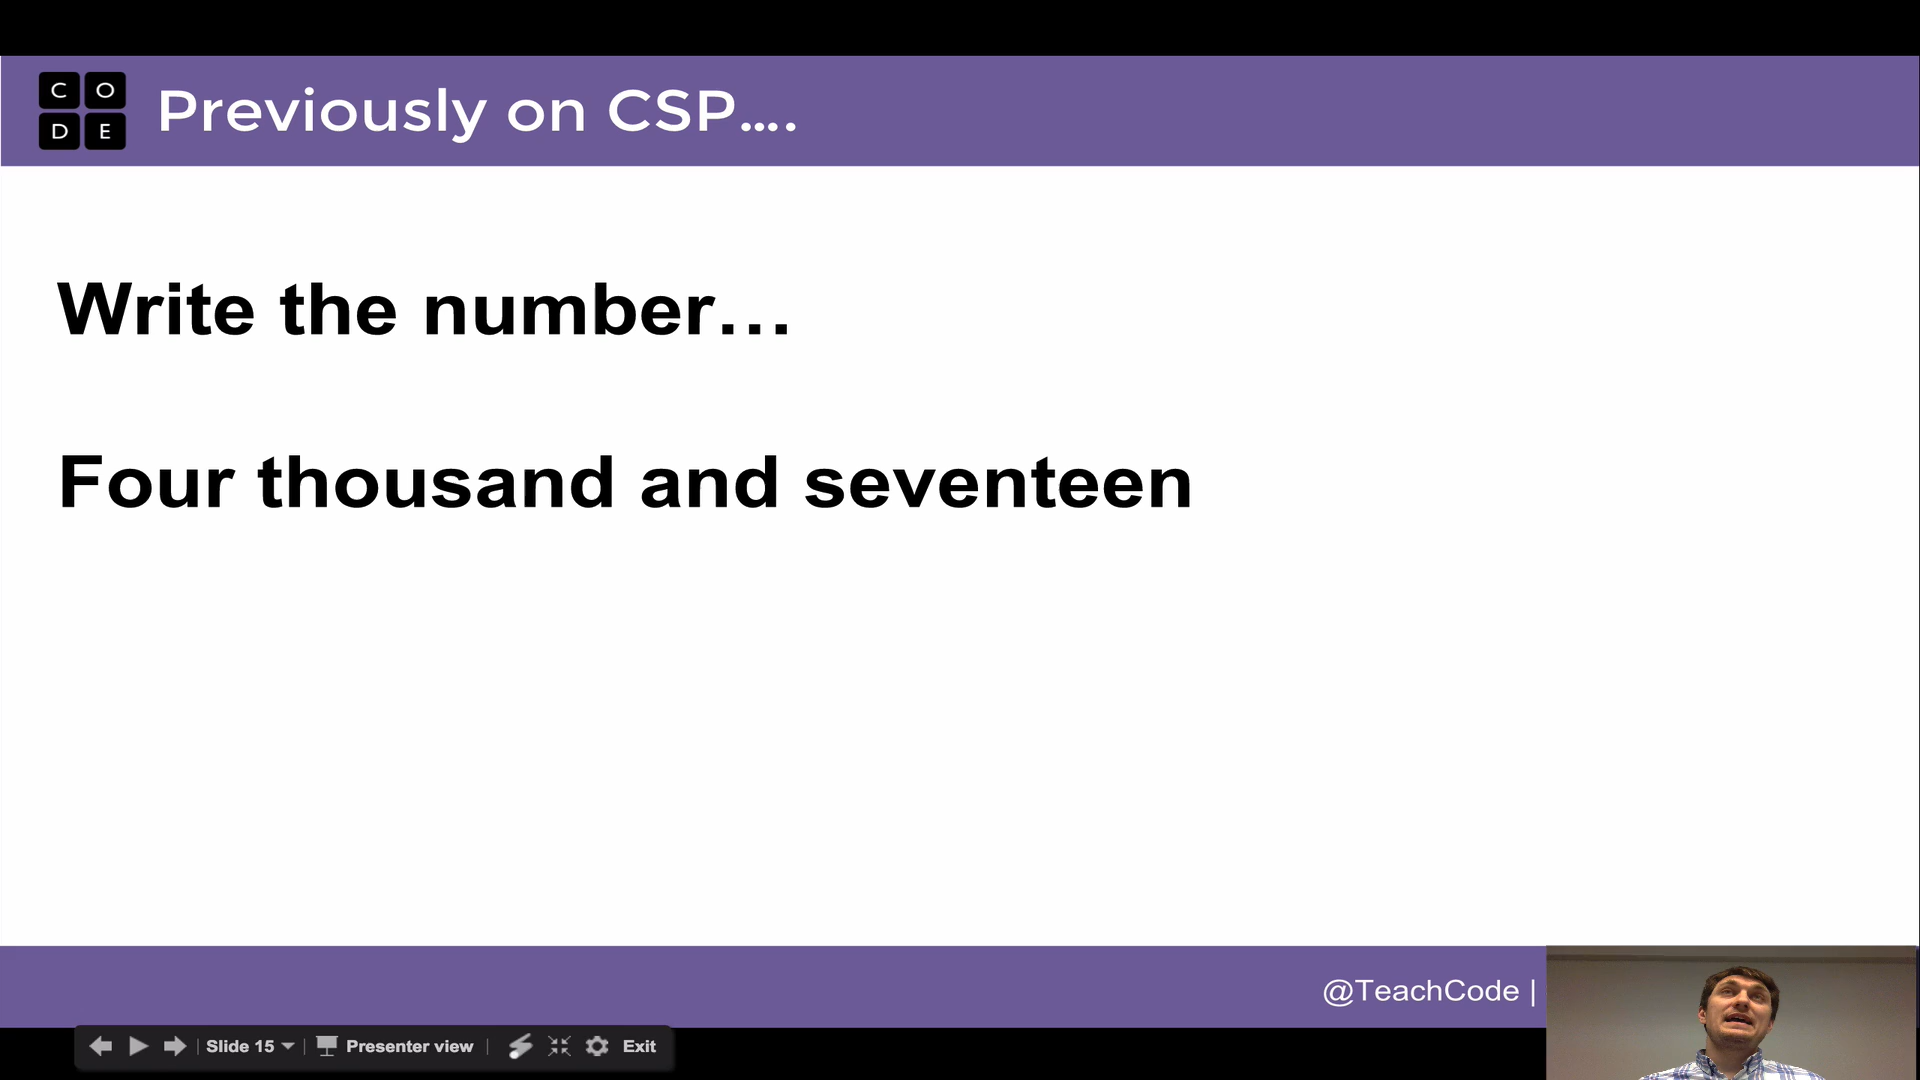 C O
D E
Previously on CSP....
Write the number…
Four thousand and seventeen
@TeachCode |
Slide 15
Presenter view
Exit